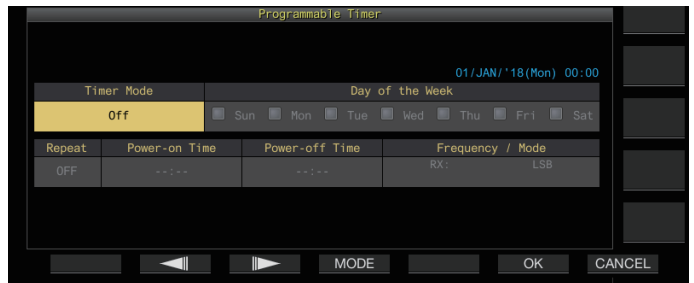 Programmable Timer
01/JAN/'18(Mon) 00:00
Timer Mode Day of the Week
Off Sun Mon Tue Wed Thu Fri Sat
Repeat Power-on Time Power-off Time Frequency / Mode
OFF --:-- --:-- RX: LSB
MODE OK CANCEL